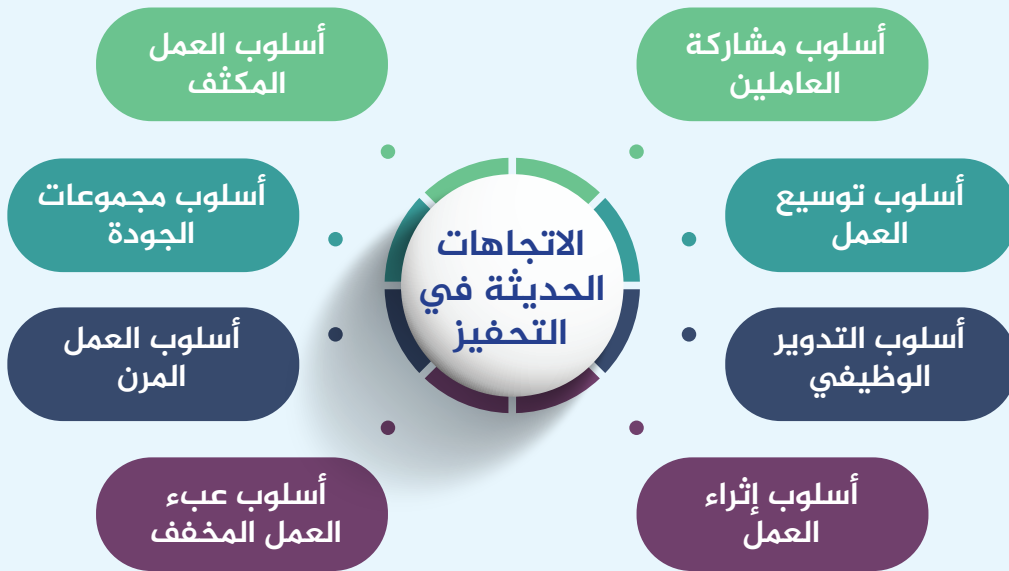 الاتجاهات
الحديثة في
التحفيز
أسلوب مشاركة
العاملين
أسلوب توسيع
العمل
أسلوب التدوير
الوظيفي
أسلوب إثراء
العمل
أسلوب العمل
المكثف
أسلوب مجموعات
الجودة
أسلوب العمل
المرن
أسلوب عبء
العمل المخفف